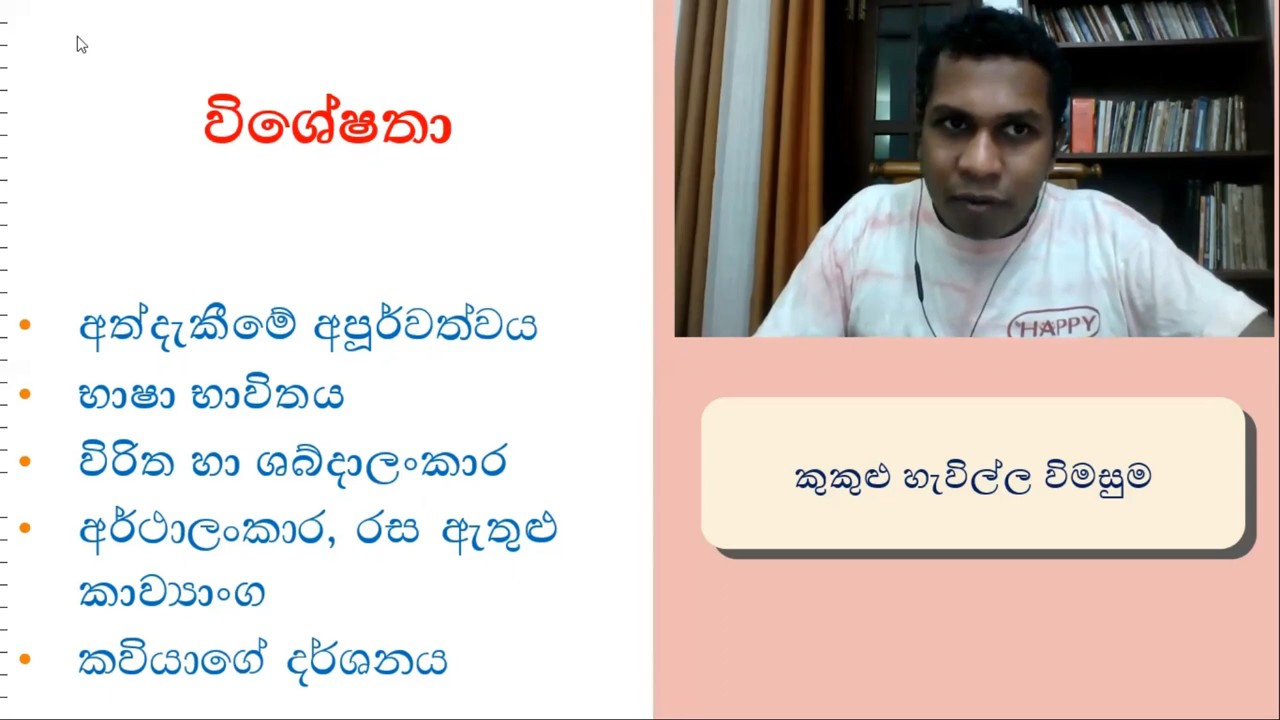 විශේෂතා
• අත්දැකීමේ අපූර්වත්වය
• භාෂා භාවිතය
• විරිත හා ශබ්දාලංකාර
• අර්ථාලංකාර, රස ඇතුළු
කාව්‍යාංග
• කවියාගේ දර්ශනය
HAPPY
කුකුළු හැවිල්ල විමසුම